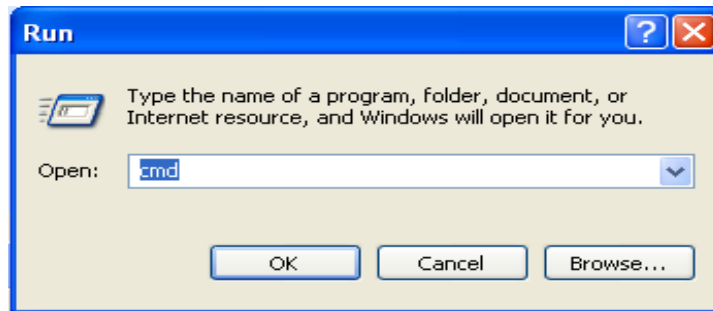 Run
Type the name of a program, folder, document, or
Internet resource, and Windows will open it for you.
Open: cmd
OK Cancel Browse...